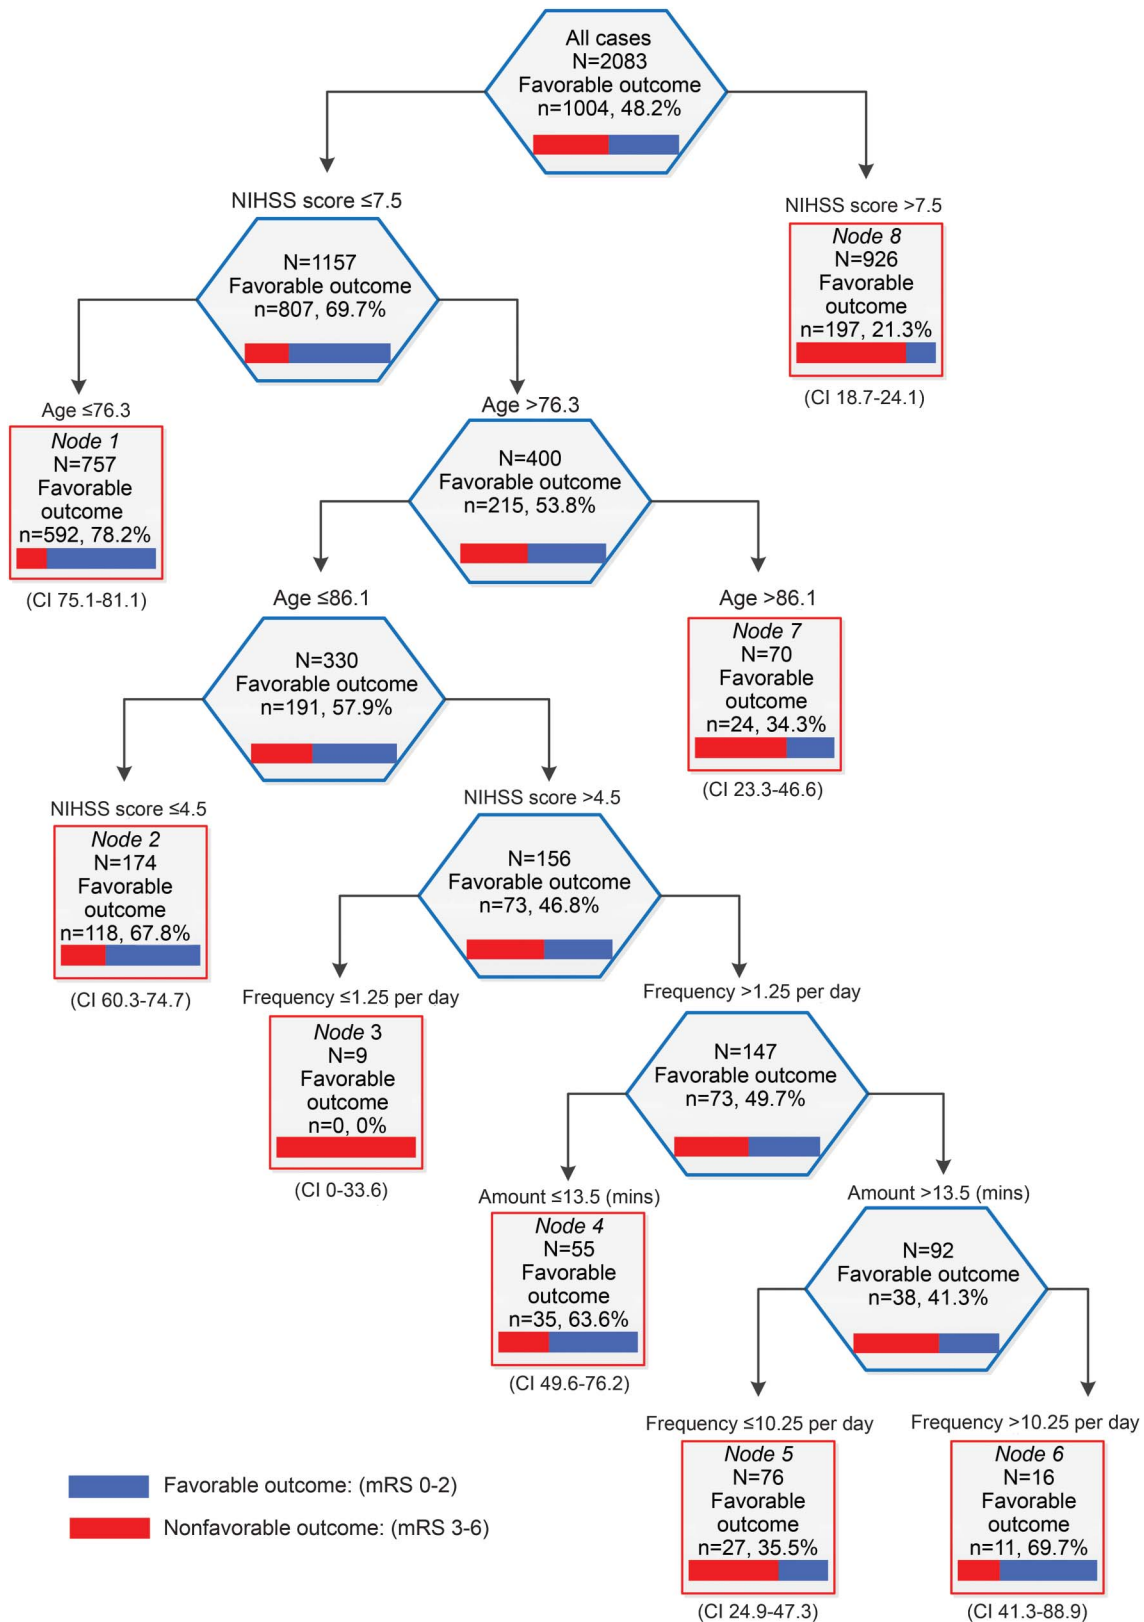 All cases
N=2083
Favorable outcome
n=1004, 48.2%
NIHSS score ≤7.5
N=1157
Favorable outcome
n=807, 69.7%
NIHSS score >7.5
Node 8
N=926
Favorable
outcome
n=197, 21.3%
(CI 18.7-24.1)
Age ≤76.3
Node 1
N=757
Favorable
outcome
n=592, 78.2%
(CI 75.1-81.1)
Age >76.3
N=400
Favorable outcome
n=215, 53.8%
Age ≤86.1
N=330
Favorable outcome
n=191, 57.9%
Age >86.1
Node 7
N=70
Favorable
outcome
n=24, 34.3%
(CI 23.3-46.6)
NIHSS score ≤4.5
Node 2
N=174
Favorable
outcome
n=118, 67.8%
(CI 60.3-74.7)
NIHSS score >4.5
N=156
Favorable outcome
n=73, 46.8%
Frequency ≤1.25 per day
Node 3
N=9
Favorable
outcome
n=0, 0%
(CI 0-33.6)
Frequency >1.25 per day
N=147
Favorable outcome
n=73, 49.7%
Amount ≤13.5 (mins)
Node 4
N=55
Favorable
outcome
n=35, 63.6%
(CI 49.6-76.2)
Amount >13.5 (mins)
N=92
Favorable outcome
n=38, 41.3%
Frequency ≤10.25 per day
Node 5
N=76
Favorable
outcome
n=27, 35.5%
(CI 24.9-47.3)
Frequency >10.25 per day
Node 6
N=16
Favorable
outcome
n=11, 69.7%
(CI 41.3-88.9)
Favorable outcome: (mRS 0-2)
Nonfavorable outcome: (mRS 3-6)